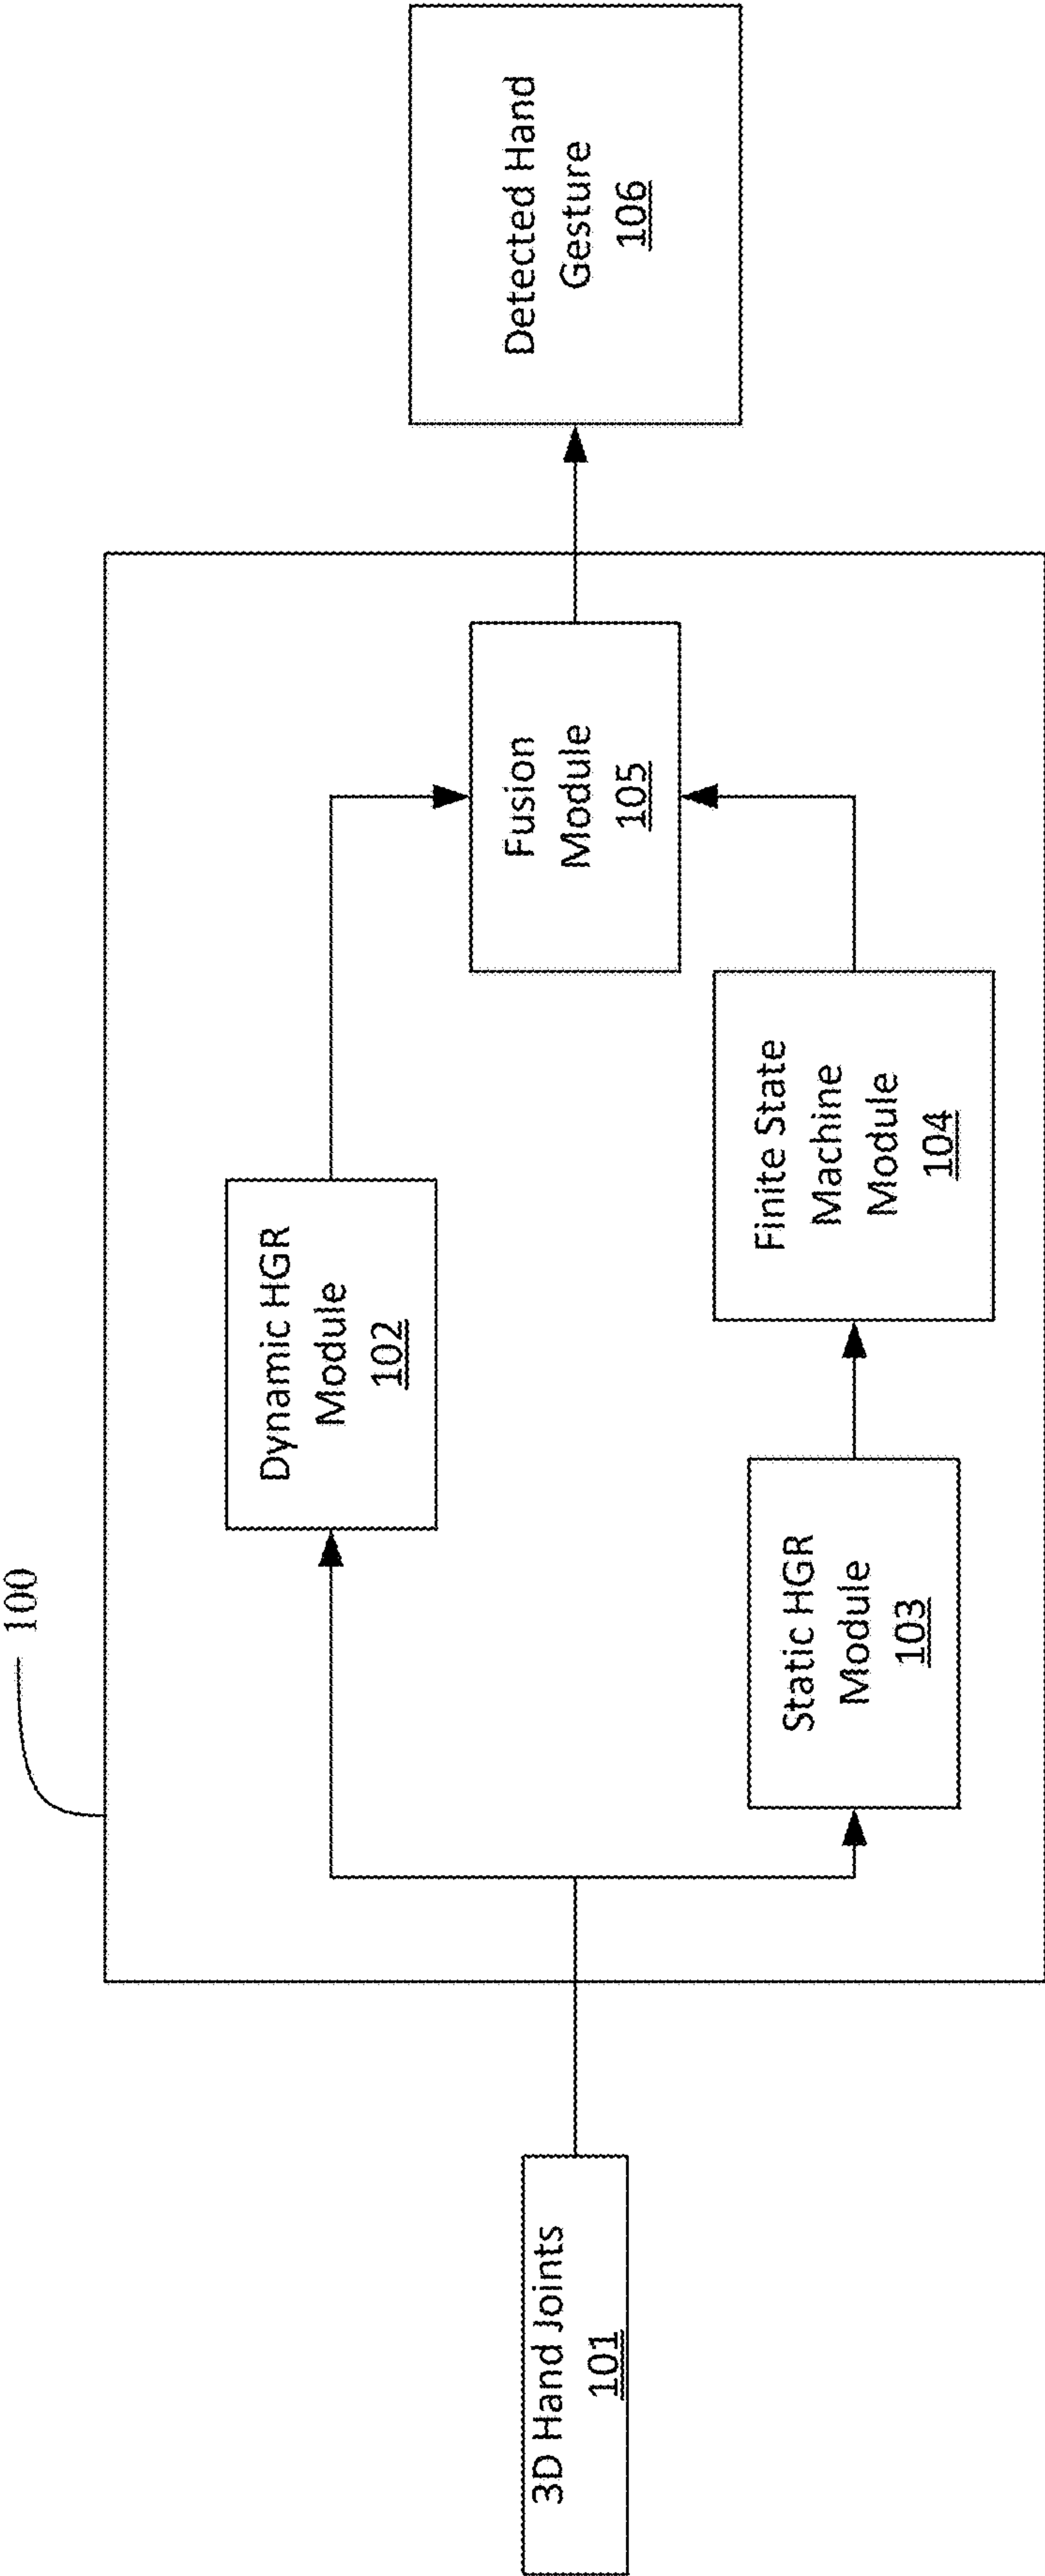 100
3D Hand Joints
101
Dynamic HGR
Module
102
Static HGR
Module
103
Finite State
Machine
Module
104
Fusion
Module
105
Detected Hand
Gesture
106